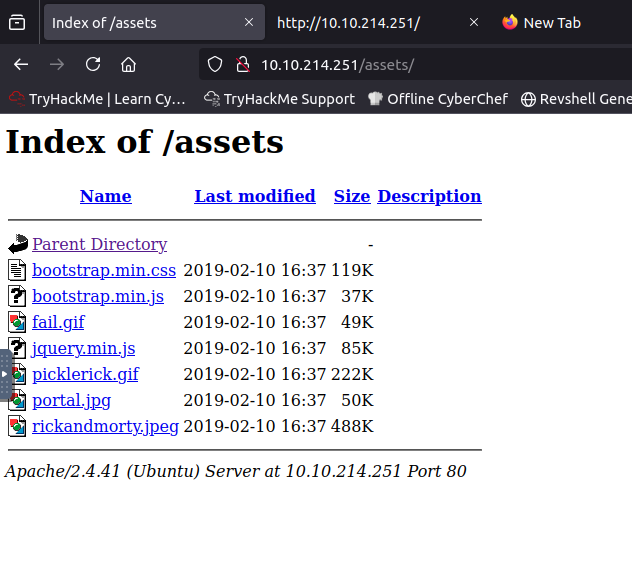 Index of /assets
http://10.10.214.251/
New Tab
10.10.214.251/assets/
TryHackMe | Learn Cy…
TryHackMe Support
Offline CyberChef
Revshell Gene
Index of /assets
Name Last modified Size Description
Parent Directory -
bootstrap.min.css 2019-02-10 16:37 119K
bootstrap.min.js 2019-02-10 16:37 37K
fail.gif 2019-02-10 16:37 49K
jquery.min.js 2019-02-10 16:37 85K
picklerick.gif 2019-02-10 16:37 222K
portal.jpg 2019-02-10 16:37 50K
rickandmorty.jpeg 2019-02-10 16:37 488K
Apache/2.4.41 (Ubuntu) Server at 10.10.214.251 Port 80